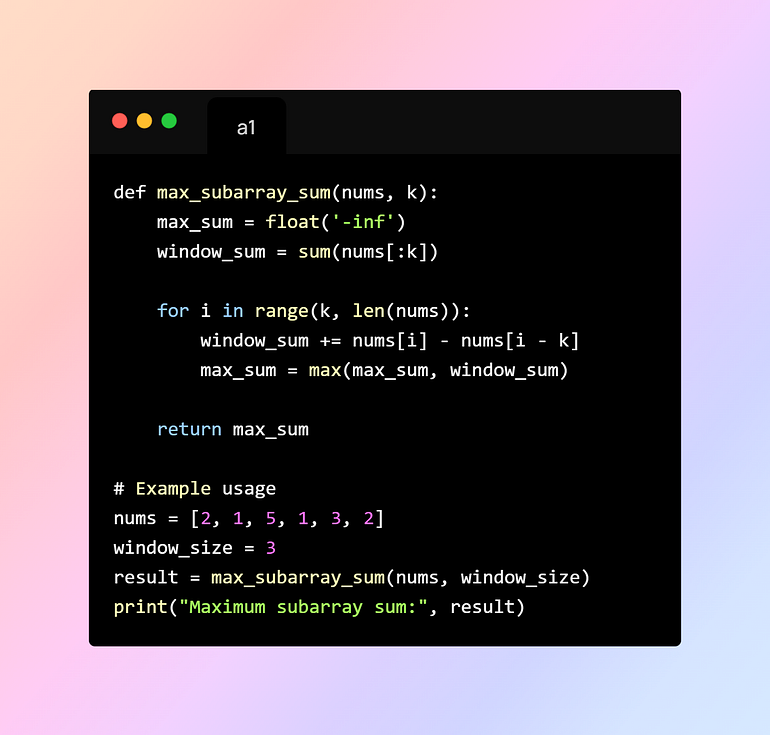 a1
def max_subarray_sum(nums, k):
    max_sum = float('-inf')
    window_sum = sum(nums[:k])
    for i in range(k, len(nums)):
        window_sum += nums[i] - nums[i - k]
        max_sum = max(max_sum, window_sum)
    return max_sum
# Example usage
nums = [2, 1, 5, 1, 3, 2]
window_size = 3
result = max_subarray_sum(nums, window_size)
print("Maximum subarray sum:", result)